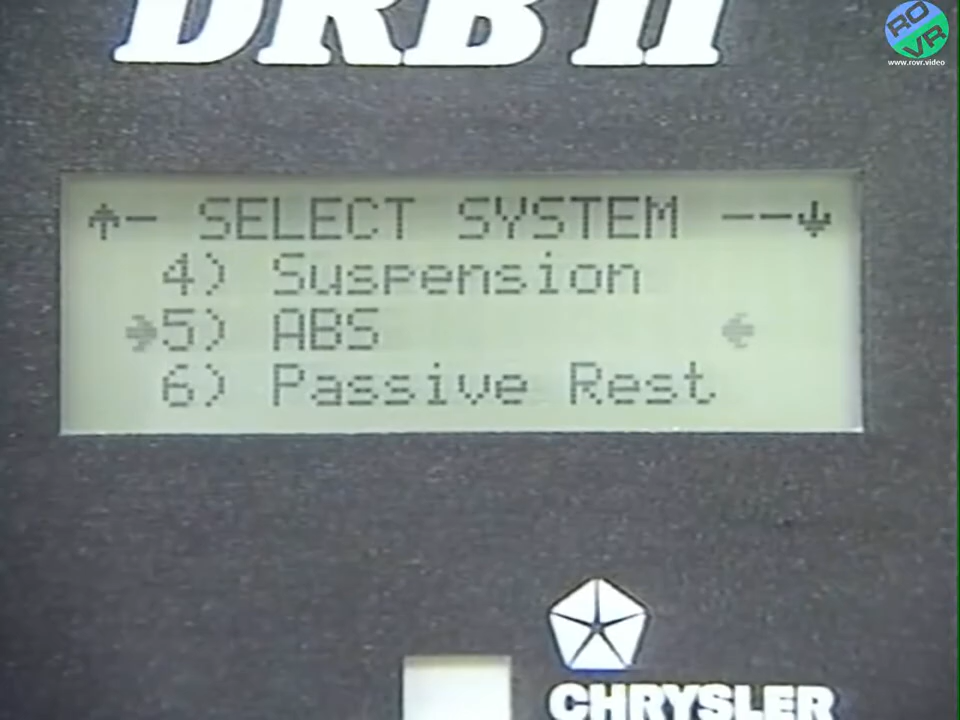 RO
VR
www.rovr.video
DRB II
↑- SELECT SYSTEM --↓
4) Suspension
→5) ABS ←
6) Passive Rest
CHRYSLER